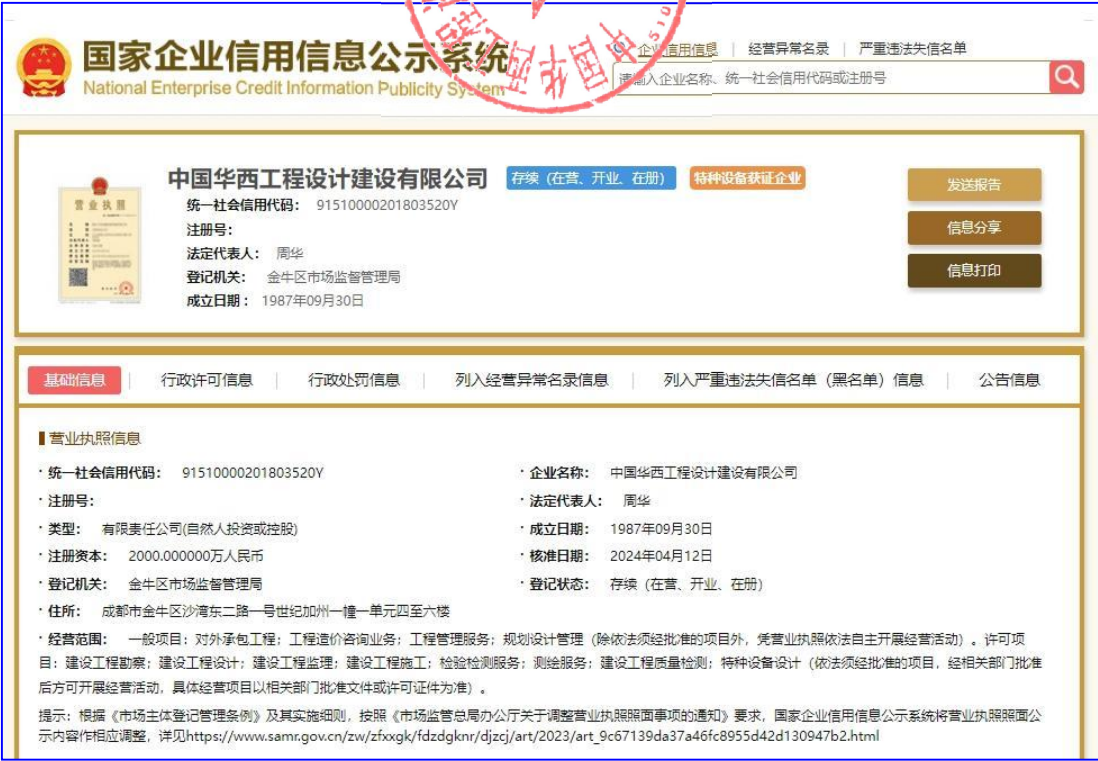 国家企业信用信息公示系统
National Enterprise Credit Information Publicity System
企业信用信息 | 经营异常名录 | 严重违法失信名单
请输入企业名称、统一社会信用代码或注册号
中国华西工程设计建设有限公司 存续（在营、开业、在册） 特种设备获证企业
营业执照
统一社会信用代码： 91510000201803520Y
注册号：
法定代表人： 周华
登记机关： 金牛区市场监督管理局
成立日期： 1987年09月30日
发送报告
信息分享
信息打印
基础信息 | 行政许可信息 | 行政处罚信息 | 列入经营异常名录信息 | 列入严重违法失信名单（黑名单）信息 | 公告信息
营业执照信息
· 统一社会信用代码： 91510000201803520Y · 企业名称： 中国华西工程设计建设有限公司
· 注册号： · 法定代表人： 周华
· 类型： 有限责任公司(自然人投资或控股) · 成立日期： 1987年09月30日
· 注册资本： 2000.000000万人民币 · 核准日期： 2024年04月12日
· 登记机关： 金牛区市场监督管理局 · 登记状态： 存续（在营、开业、在册）
· 住所： 成都市金牛区沙湾东二路一号世纪加州一幢一单元四至六楼
· 经营范围： 一般项目：对外承包工程；工程造价咨询业务；工程管理服务；规划设计管理（除依法须经批准的项目外，凭营业执照依法自主开展经营活动）。许可项
目：建设工程勘察；建设工程设计；建设工程监理；建设工程施工；检验检测服务；测绘服务；建设工程质量检测；特种设备设计（依法须经批准的项目，经相关部门批准
后方可开展经营活动，具体经营项目以相关部门批准文件或许可证件为准）。
提示：根据《市场主体登记管理条例》及其实施细则，按照《市场监管总局办公厅关于调整营业执照照面事项的通知》要求，国家企业信用信息公示系统将营业执照照面公
示内容作相应调整，详见https://www.samr.gov.cn/zw/zfxxgk/fdzdgknr/djzcj/art/2023/art_9c67139da37a46fc8955d42d130947b2.html